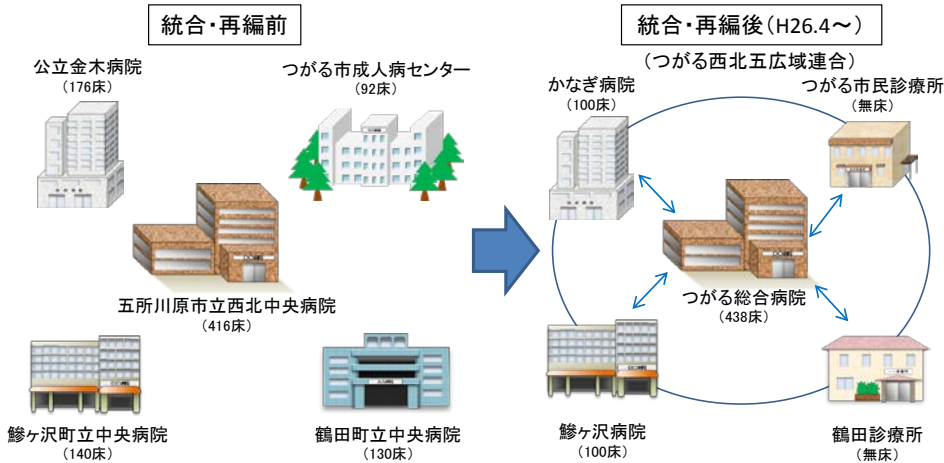 統合・再編前
公立金木病院
(176床)
つがる市成人病センター
(92床)
五所川原市立西北中央病院
(416床)
鰺ヶ沢町立中央病院
(140床)
鶴田町立中央病院
(130床)
統合・再編後(H26.4～)
(つがる西北五広域連合)
かなぎ病院
(100床)
つがる市民診療所
(無床)
つがる総合病院
(438床)
鰺ヶ沢病院
(100床)
鶴田診療所
(無床)